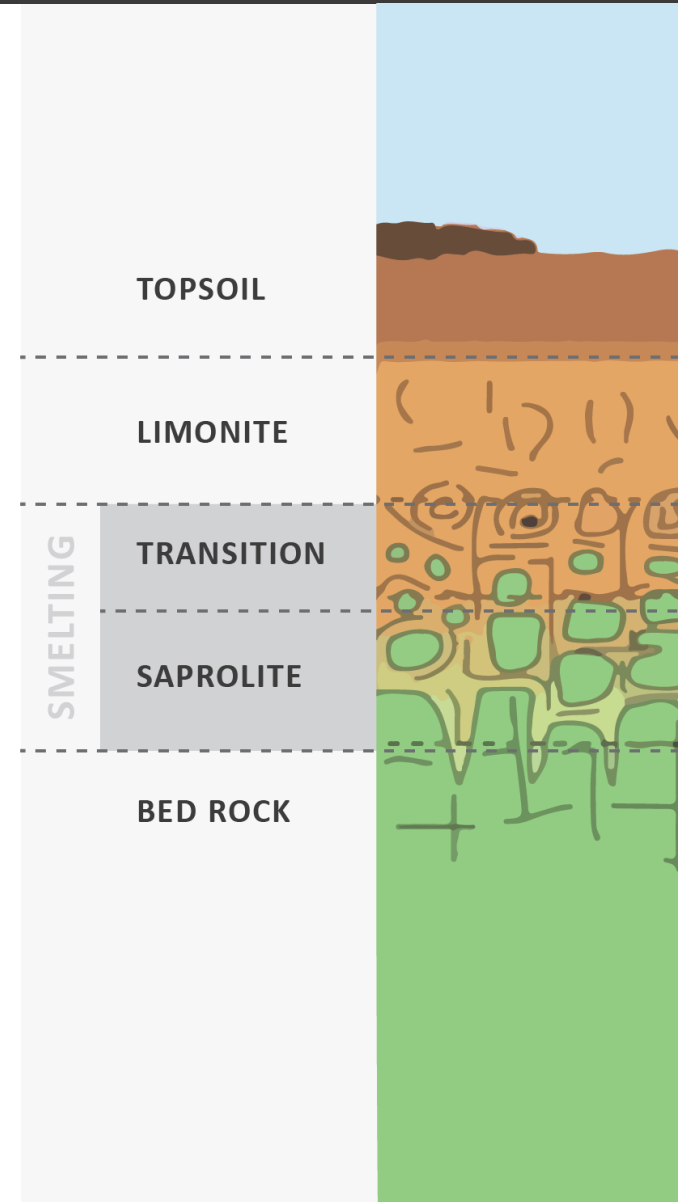 TOPSOIL
LIMONITE
SMELTING
TRANSITION
SAPROLITE
BED ROCK